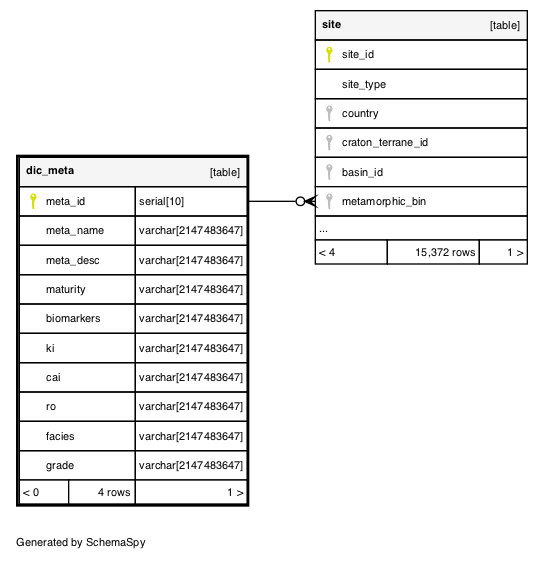 site [table]
site_id
site_type
country
craton_terrane_id
basin_id
metamorphic_bin
...
< 4 15,372 rows 1 >
dic_meta [table]
meta_id serial[10]
meta_name varchar[2147483647]
meta_desc varchar[2147483647]
maturity varchar[2147483647]
biomarkers varchar[2147483647]
ki varchar[2147483647]
cai varchar[2147483647]
ro varchar[2147483647]
facies varchar[2147483647]
grade varchar[2147483647]
< 0 4 rows 1 >
Generated by SchemaSpy